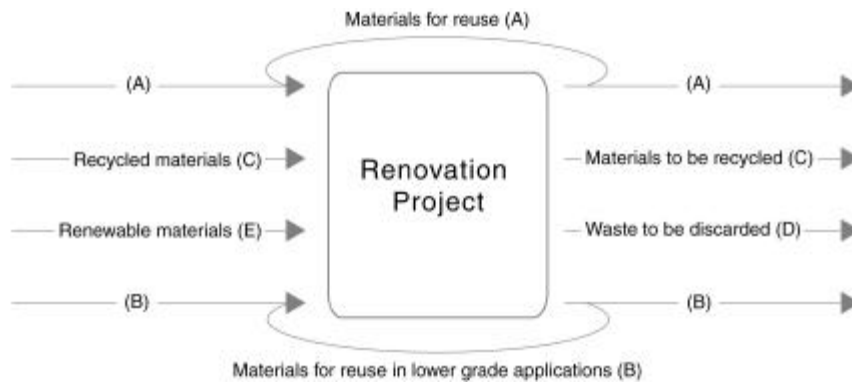 Materials for reuse (A)
(A)
(A)
Recycled materials (C)
Renovation
Project
Materials to be recycled (C)
Renewable materials (E)
Waste to be discarded (D)
(B)
(B)
Materials for reuse in lower grade applications (B)